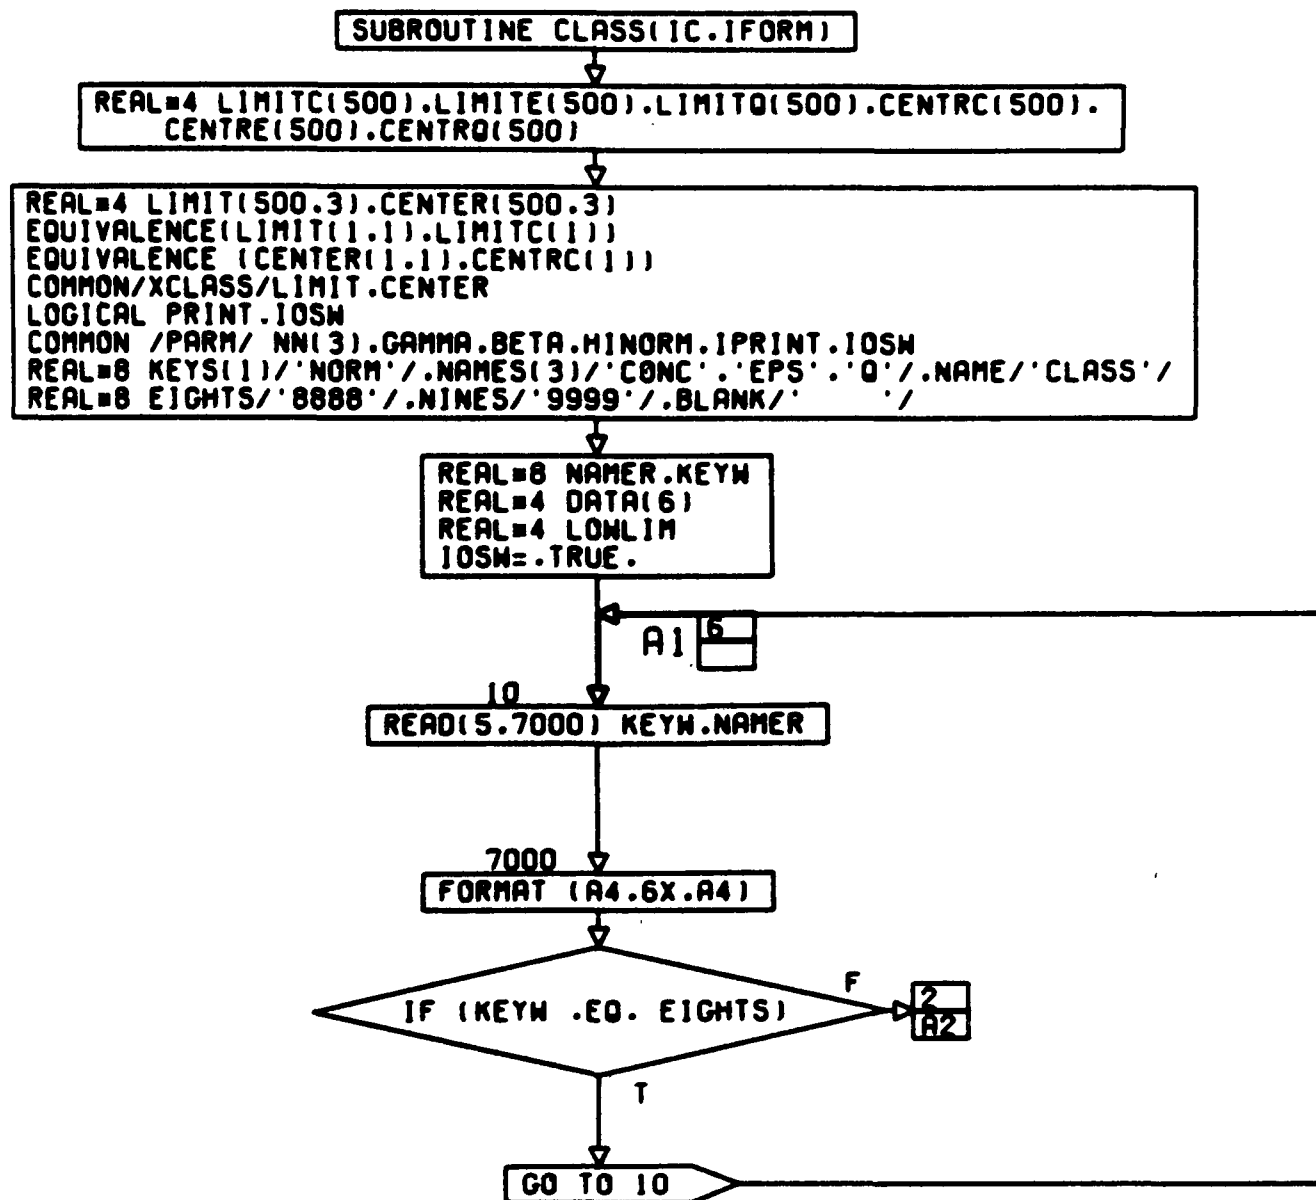 SUBROUTINE CLASS(IC.IFORM)
REAL*4 LIMITC(500).LIMITE(500).LIMITQ(500).CENTRC(500).
CENTRE(500).CENTRQ(500)
REAL*4 LIMIT(500.3).CENTER(500.3)
EQUIVALENCE(LIMIT(1.1).LIMITC(1))
EQUIVALENCE (CENTER(1.1).CENTRC(1))
COMMON/XCLASS/LIMIT.CENTER
LOGICAL PRINT.IOSW
COMMON /PARM/ NN(3).GAMMA.BETA.HINORM.IPRINT.IOSW
REAL*8 KEYS(1)/'NORM'/.NAMES(3)/'CONC'.'EPS'.'Q'/.NAME/'CLASS'/
REAL*8 EIGHTS/'8888'/.NINES/'9999'/.BLANK/'    '/
REAL*8 NAMER.KEYW
REAL*4 DATA(6)
REAL*4 LOWLIM
IOSW=.TRUE.
A1 6
10
READ(5.7000) KEYW.NAMER
7000
FORMAT (A4.6X.A4)
IF (KEYW .EQ. EIGHTS)
F
2
A2
T
GO TO 10